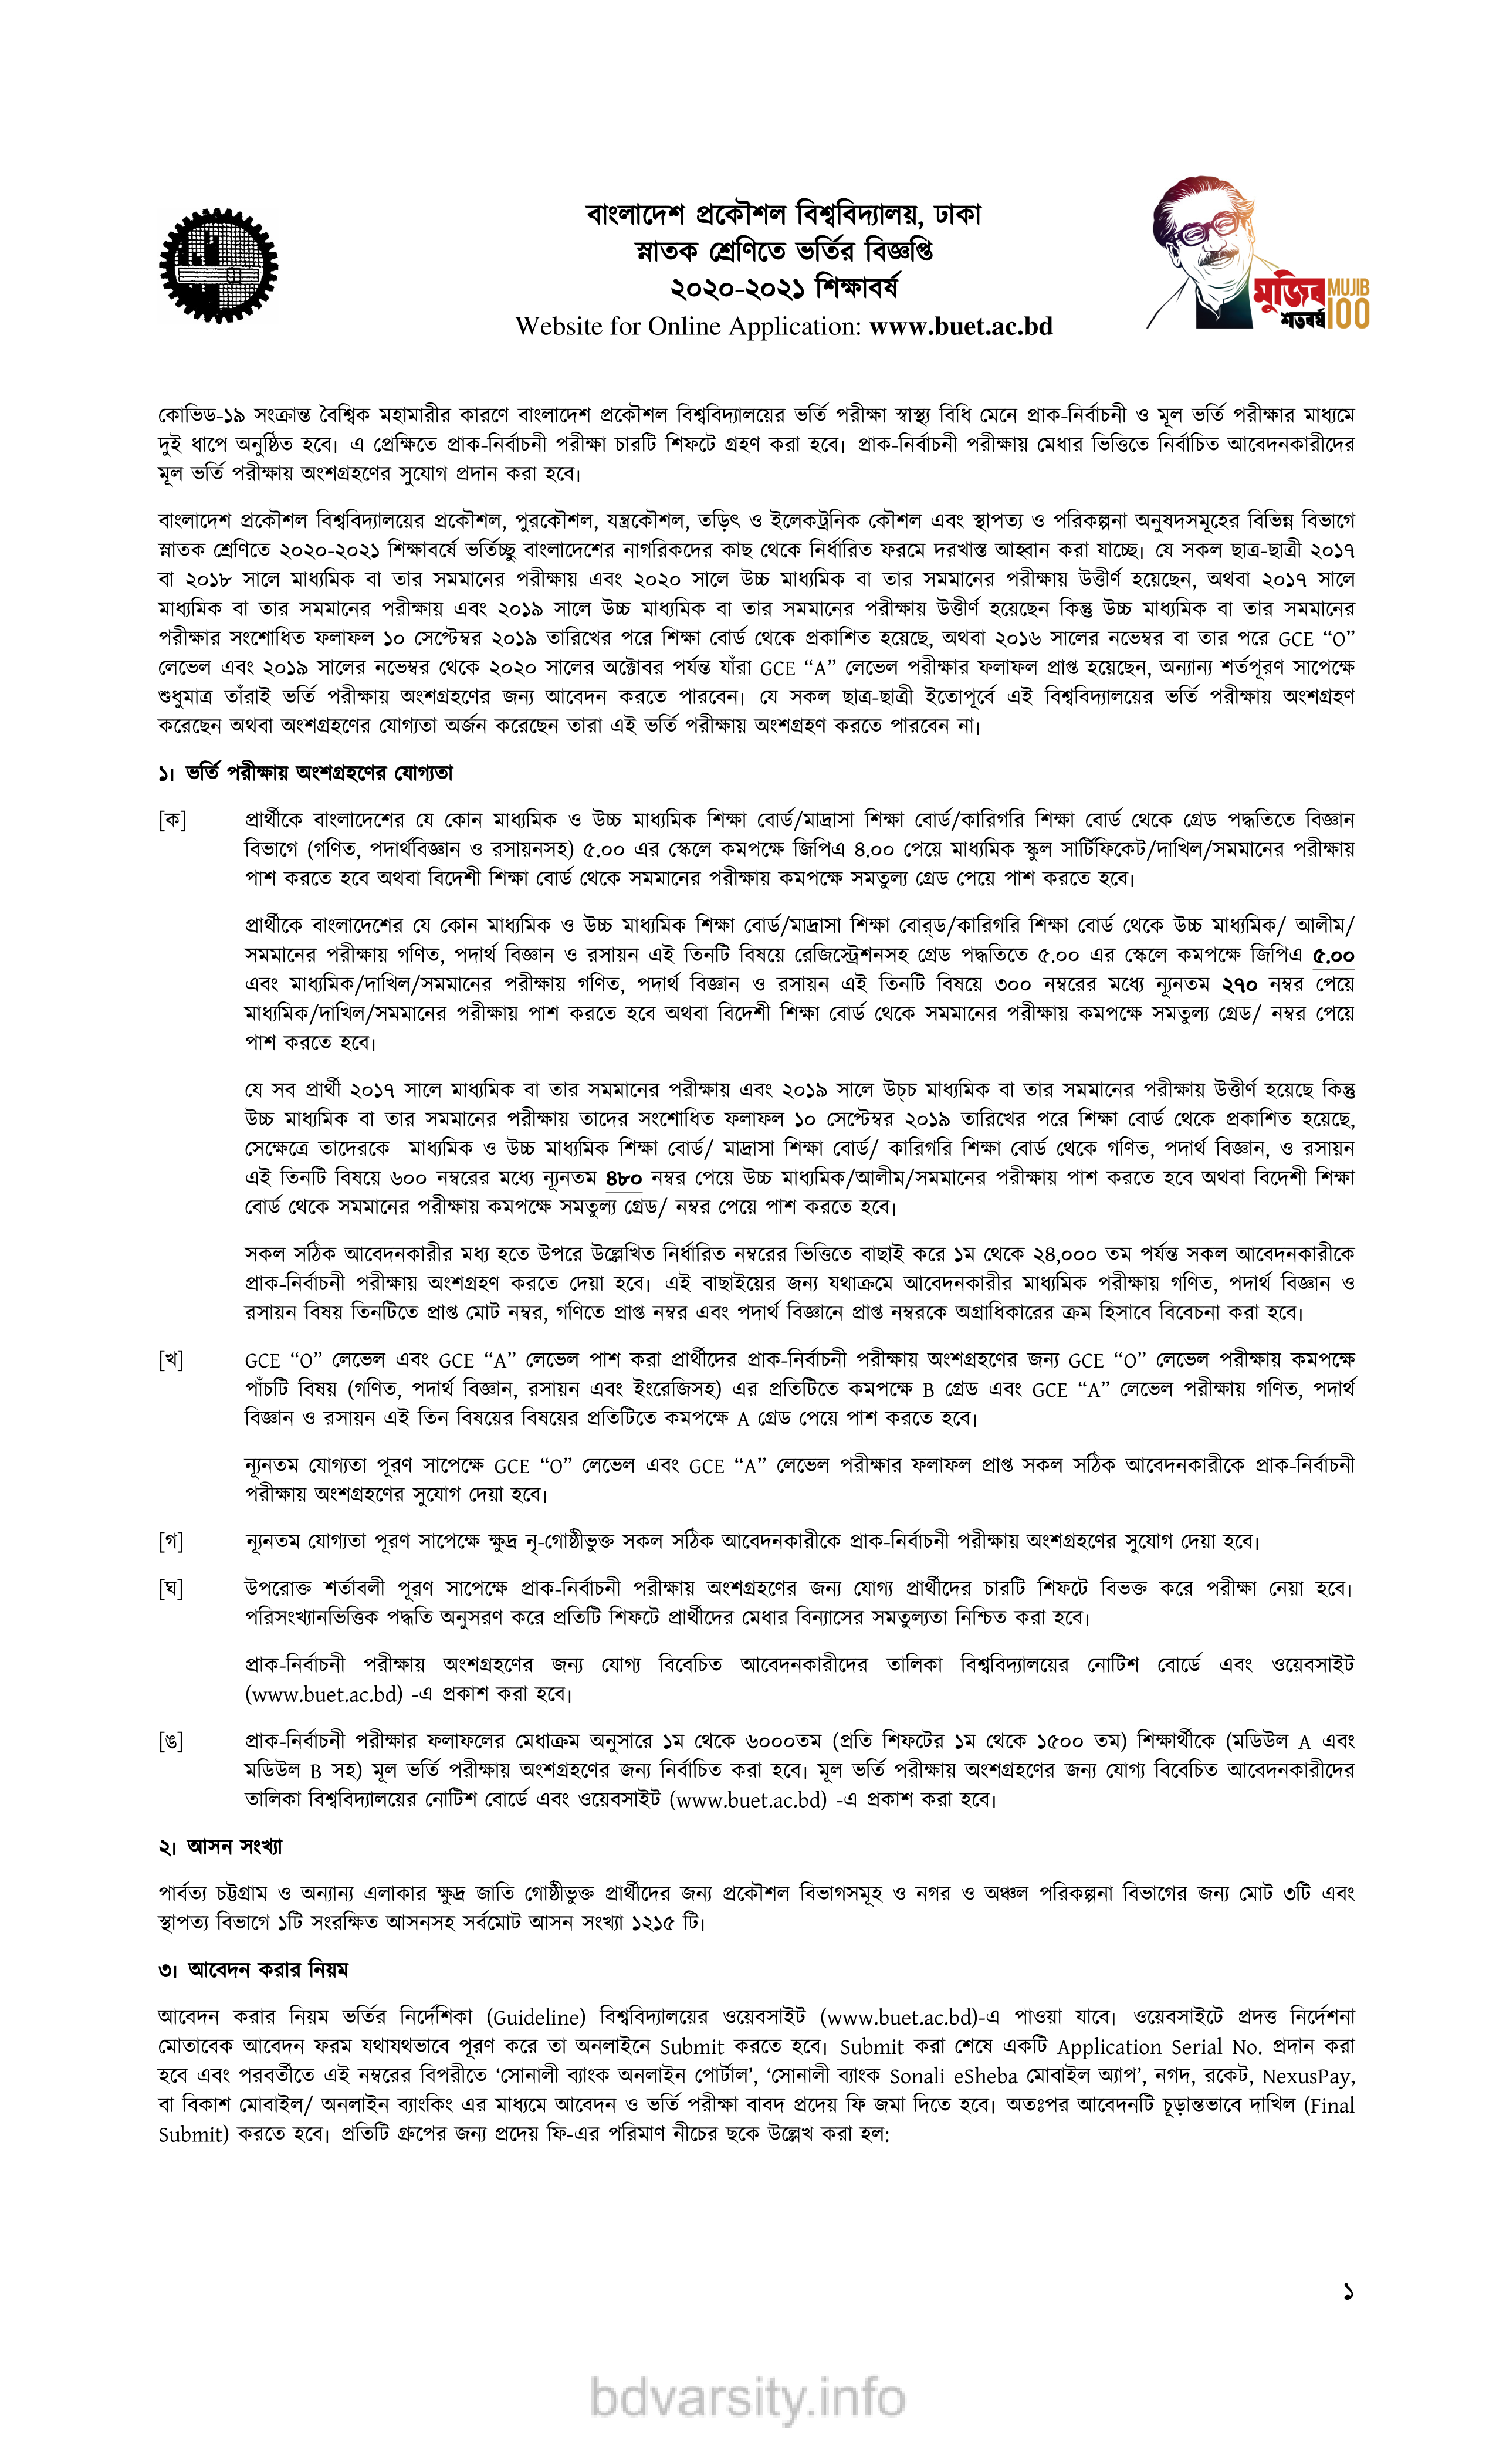 বাংলাদেশ প্রকৌশল বিশ্ববিদ্যালয়, ঢাকা
স্নাতক শ্রেণিতে ভর্তির বিজ্ঞপ্তি
২০২০-২০২১ শিক্ষাবর্ষ
Website for Online Application: www.buet.ac.bd
মুজিব
শতবর্ষ
MUJIB
100
কোভিড-১৯ সংক্রান্ত বৈশ্বিক মহামারীর কারণে বাংলাদেশ প্রকৌশল বিশ্ববিদ্যালয়ের ভর্তি পরীক্ষা স্বাস্থ্য বিধি মেনে প্রাক-নির্বাচনী ও মূল ভর্তি পরীক্ষার মাধ্যমে
দুই ধাপে অনুষ্ঠিত হবে। এ প্রেক্ষিতে প্রাক-নির্বাচনী পরীক্ষা চারটি শিফটে গ্রহণ করা হবে। প্রাক-নির্বাচনী পরীক্ষায় মেধার ভিত্তিতে নির্বাচিত আবেদনকারীদের
মূল ভর্তি পরীক্ষায় অংশগ্রহণের সুযোগ প্রদান করা হবে।
বাংলাদেশ প্রকৌশল বিশ্ববিদ্যালয়ের প্রকৌশল, পুরকৌশল, যন্ত্রকৌশল, তড়িৎ ও ইলেকট্রনিক কৌশল এবং স্থাপত্য ও পরিকল্পনা অনুষদসমূহের বিভিন্ন বিভাগে
স্নাতক শ্রেণিতে ২০২০-২০২১ শিক্ষাবর্ষে ভর্তিচ্ছু বাংলাদেশের নাগরিকদের কাছ থেকে নির্ধারিত ফরমে দরখাস্ত আহ্বান করা যাচ্ছে। যে সকল ছাত্র-ছাত্রী ২০১৭
বা ২০১৮ সালে মাধ্যমিক বা তার সমমানের পরীক্ষায় এবং ২০২০ সালে উচ্চ মাধ্যমিক বা তার সমমানের পরীক্ষায় উত্তীর্ণ হয়েছেন, অথবা ২০১৭ সালে
মাধ্যমিক বা তার সমমানের পরীক্ষায় এবং ২০১৯ সালে উচ্চ মাধ্যমিক বা তার সমমানের পরীক্ষায় উত্তীর্ণ হয়েছেন কিন্তু উচ্চ মাধ্যমিক বা তার সমমানের
পরীক্ষার সংশোধিত ফলাফল ১০ সেপ্টেম্বর ২০১৯ তারিখের পরে শিক্ষা বোর্ড থেকে প্রকাশিত হয়েছে, অথবা ২০১৬ সালের নভেম্বর বা তার পরে GCE “O”
লেভেল এবং ২০১৯ সালের নভেম্বর থেকে ২০২০ সালের অক্টোবর পর্যন্ত যাঁরা GCE “A” লেভেল পরীক্ষার ফলাফল প্রাপ্ত হয়েছেন, অন্যান্য শর্তপূরণ সাপেক্ষে
শুধুমাত্র তাঁরাই ভর্তি পরীক্ষায় অংশগ্রহণের জন্য আবেদন করতে পারবেন। যে সকল ছাত্র-ছাত্রী ইতোপূর্বে এই বিশ্ববিদ্যালয়ের ভর্তি পরীক্ষায় অংশগ্রহণ
করেছেন অথবা অংশগ্রহণের যোগ্যতা অর্জন করেছেন তারা এই ভর্তি পরীক্ষায় অংশগ্রহণ করতে পারবেন না।
১। ভর্তি পরীক্ষায় অংশগ্রহণের যোগ্যতা
[ক] প্রার্থীকে বাংলাদেশের যে কোন মাধ্যমিক ও উচ্চ মাধ্যমিক শিক্ষা বোর্ড/মাদ্রাসা শিক্ষা বোর্ড/কারিগরি শিক্ষা বোর্ড থেকে গ্রেড পদ্ধতিতে বিজ্ঞান
বিভাগে (গণিত, পদার্থবিজ্ঞান ও রসায়নসহ) ৫.০০ এর স্কেলে কমপক্ষে জিপিএ ৪.০০ পেয়ে মাধ্যমিক স্কুল সার্টিফিকেট/দাখিল/সমমানের পরীক্ষায়
পাশ করতে হবে অথবা বিদেশী শিক্ষা বোর্ড থেকে সমমানের পরীক্ষায় কমপক্ষে সমতুল্য গ্রেড পেয়ে পাশ করতে হবে।
প্রার্থীকে বাংলাদেশের যে কোন মাধ্যমিক ও উচ্চ মাধ্যমিক শিক্ষা বোর্ড/মাদ্রাসা শিক্ষা বোর্‌ড/কারিগরি শিক্ষা বোর্ড থেকে উচ্চ মাধ্যমিক/ আলীম/
সমমানের পরীক্ষায় গণিত, পদার্থ বিজ্ঞান ও রসায়ন এই তিনটি বিষয়ে রেজিস্ট্রেশনসহ গ্রেড পদ্ধতিতে ৫.০০ এর স্কেলে কমপক্ষে জিপিএ ৫.০০
এবং মাধ্যমিক/দাখিল/সমমানের পরীক্ষায় গণিত, পদার্থ বিজ্ঞান ও রসায়ন এই তিনটি বিষয়ে ৩০০ নম্বরের মধ্যে ন্যূনতম ২৭০ নম্বর পেয়ে
মাধ্যমিক/দাখিল/সমমানের পরীক্ষায় পাশ করতে হবে অথবা বিদেশী শিক্ষা বোর্ড থেকে সমমানের পরীক্ষায় কমপক্ষে সমতুল্য গ্রেড/ নম্বর পেয়ে
পাশ করতে হবে।
যে সব প্রার্থী ২০১৭ সালে মাধ্যমিক বা তার সমমানের পরীক্ষায় এবং ২০১৯ সালে উচ্‌চ মাধ্যমিক বা তার সমমানের পরীক্ষায় উত্তীর্ণ হয়েছে কিন্তু
উচ্চ মাধ্যমিক বা তার সমমানের পরীক্ষায় তাদের সংশোধিত ফলাফল ১০ সেপ্টেম্বর ২০১৯ তারিখের পরে শিক্ষা বোর্ড থেকে প্রকাশিত হয়েছে,
সেক্ষেত্রে তাদেরকে মাধ্যমিক ও উচ্চ মাধ্যমিক শিক্ষা বোর্ড/ মাদ্রাসা শিক্ষা বোর্ড/ কারিগরি শিক্ষা বোর্ড থেকে গণিত, পদার্থ বিজ্ঞান, ও রসায়ন
এই তিনটি বিষয়ে ৬০০ নম্বরের মধ্যে ন্যূনতম ৪৮০ নম্বর পেয়ে উচ্চ মাধ্যমিক/আলীম/সমমানের পরীক্ষায় পাশ করতে হবে অথবা বিদেশী শিক্ষা
বোর্ড থেকে সমমানের পরীক্ষায় কমপক্ষে সমতুল্য গ্রেড/ নম্বর পেয়ে পাশ করতে হবে।
সকল সঠিক আবেদনকারীর মধ্য হতে উপরে উল্লেখিত নির্ধারিত নম্বরের ভিত্তিতে বাছাই করে ১ম থেকে ২৪,০০০ তম পর্যন্ত সকল আবেদনকারীকে
প্রাক-নির্বাচনী পরীক্ষায় অংশগ্রহণ করতে দেয়া হবে। এই বাছাইয়ের জন্য যথাক্রমে আবেদনকারীর মাধ্যমিক পরীক্ষায় গণিত, পদার্থ বিজ্ঞান ও
রসায়ন বিষয় তিনটিতে প্রাপ্ত মোট নম্বর, গণিতে প্রাপ্ত নম্বর এবং পদার্থ বিজ্ঞানে প্রাপ্ত নম্বরকে অগ্রাধিকারের ক্রম হিসাবে বিবেচনা করা হবে।
[খ] GCE “O” লেভেল এবং GCE “A” লেভেল পাশ করা প্রার্থীদের প্রাক-নির্বাচনী পরীক্ষায় অংশগ্রহণের জন্য GCE “O” লেভেল পরীক্ষায় কমপক্ষে
পাঁচটি বিষয় (গণিত, পদার্থ বিজ্ঞান, রসায়ন এবং ইংরেজিসহ) এর প্রতিটিতে কমপক্ষে B গ্রেড এবং GCE “A” লেভেল পরীক্ষায় গণিত, পদার্থ
বিজ্ঞান ও রসায়ন এই তিন বিষয়ের বিষয়ের প্রতিটিতে কমপক্ষে A গ্রেড পেয়ে পাশ করতে হবে।
ন্যূনতম যোগ্যতা পূরণ সাপেক্ষে GCE “O” লেভেল এবং GCE “A” লেভেল পরীক্ষার ফলাফল প্রাপ্ত সকল সঠিক আবেদনকারীকে প্রাক-নির্বাচনী
পরীক্ষায় অংশগ্রহণের সুযোগ দেয়া হবে।
[গ] ন্যূনতম যোগ্যতা পূরণ সাপেক্ষে ক্ষুদ্র নৃ-গোষ্ঠীভুক্ত সকল সঠিক আবেদনকারীকে প্রাক-নির্বাচনী পরীক্ষায় অংশগ্রহণের সুযোগ দেয়া হবে।
[ঘ] উপরোক্ত শর্তাবলী পূরণ সাপেক্ষে প্রাক-নির্বাচনী পরীক্ষায় অংশগ্রহণের জন্য যোগ্য প্রার্থীদের চারটি শিফটে বিভক্ত করে পরীক্ষা নেয়া হবে।
পরিসংখ্যানভিত্তিক পদ্ধতি অনুসরণ করে প্রতিটি শিফটে প্রার্থীদের মেধার বিন্যাসের সমতুল্যতা নিশ্চিত করা হবে।
প্রাক-নির্বাচনী পরীক্ষায় অংশগ্রহণের জন্য যোগ্য বিবেচিত আবেদনকারীদের তালিকা বিশ্ববিদ্যালয়ের নোটিশ বোর্ডে এবং ওয়েবসাইট
(www.buet.ac.bd) -এ প্রকাশ করা হবে।
[ঙ] প্রাক-নির্বাচনী পরীক্ষার ফলাফলের মেধাক্রম অনুসারে ১ম থেকে ৬০০০তম (প্রতি শিফটের ১ম থেকে ১৫০০ তম) শিক্ষার্থীকে (মডিউল A এবং
মডিউল B সহ) মূল ভর্তি পরীক্ষায় অংশগ্রহণের জন্য নির্বাচিত করা হবে। মূল ভর্তি পরীক্ষায় অংশগ্রহণের জন্য যোগ্য বিবেচিত আবেদনকারীদের
তালিকা বিশ্ববিদ্যালয়ের নোটিশ বোর্ডে এবং ওয়েবসাইট (www.buet.ac.bd) -এ প্রকাশ করা হবে।
২। আসন সংখ্যা
পার্বত্য চট্টগ্রাম ও অন্যান্য এলাকার ক্ষুদ্র জাতি গোষ্ঠীভুক্ত প্রার্থীদের জন্য প্রকৌশল বিভাগসমূহ ও নগর ও অঞ্চল পরিকল্পনা বিভাগের জন্য মোট ৩টি এবং
স্থাপত্য বিভাগে ১টি সংরক্ষিত আসনসহ সর্বমোট আসন সংখ্যা ১২১৫ টি।
৩। আবেদন করার নিয়ম
আবেদন করার নিয়ম ভর্তির নির্দেশিকা (Guideline) বিশ্ববিদ্যালয়ের ওয়েবসাইট (www.buet.ac.bd)-এ পাওয়া যাবে। ওয়েবসাইটে প্রদত্ত নির্দেশনা
মোতাবেক আবেদন ফরম যথাযথভাবে পূরণ করে তা অনলাইনে Submit করতে হবে। Submit করা শেষে একটি Application Serial No. প্রদান করা
হবে এবং পরবর্তীতে এই নম্বরের বিপরীতে ‘সোনালী ব্যাংক অনলাইন পোর্টাল’, ‘সোনালী ব্যাংক Sonali eSheba মোবাইল অ্যাপ’, নগদ, রকেট, NexusPay,
বা বিকাশ মোবাইল/ অনলাইন ব্যাংকিং এর মাধ্যমে আবেদন ও ভর্তি পরীক্ষা বাবদ প্রদেয় ফি জমা দিতে হবে। অতঃপর আবেদনটি চূড়ান্তভাবে দাখিল (Final
Submit) করতে হবে। প্রতিটি গ্রুপের জন্য প্রদেয় ফি-এর পরিমাণ নীচের ছকে উল্লেখ করা হল:
১
bdvarsity.info